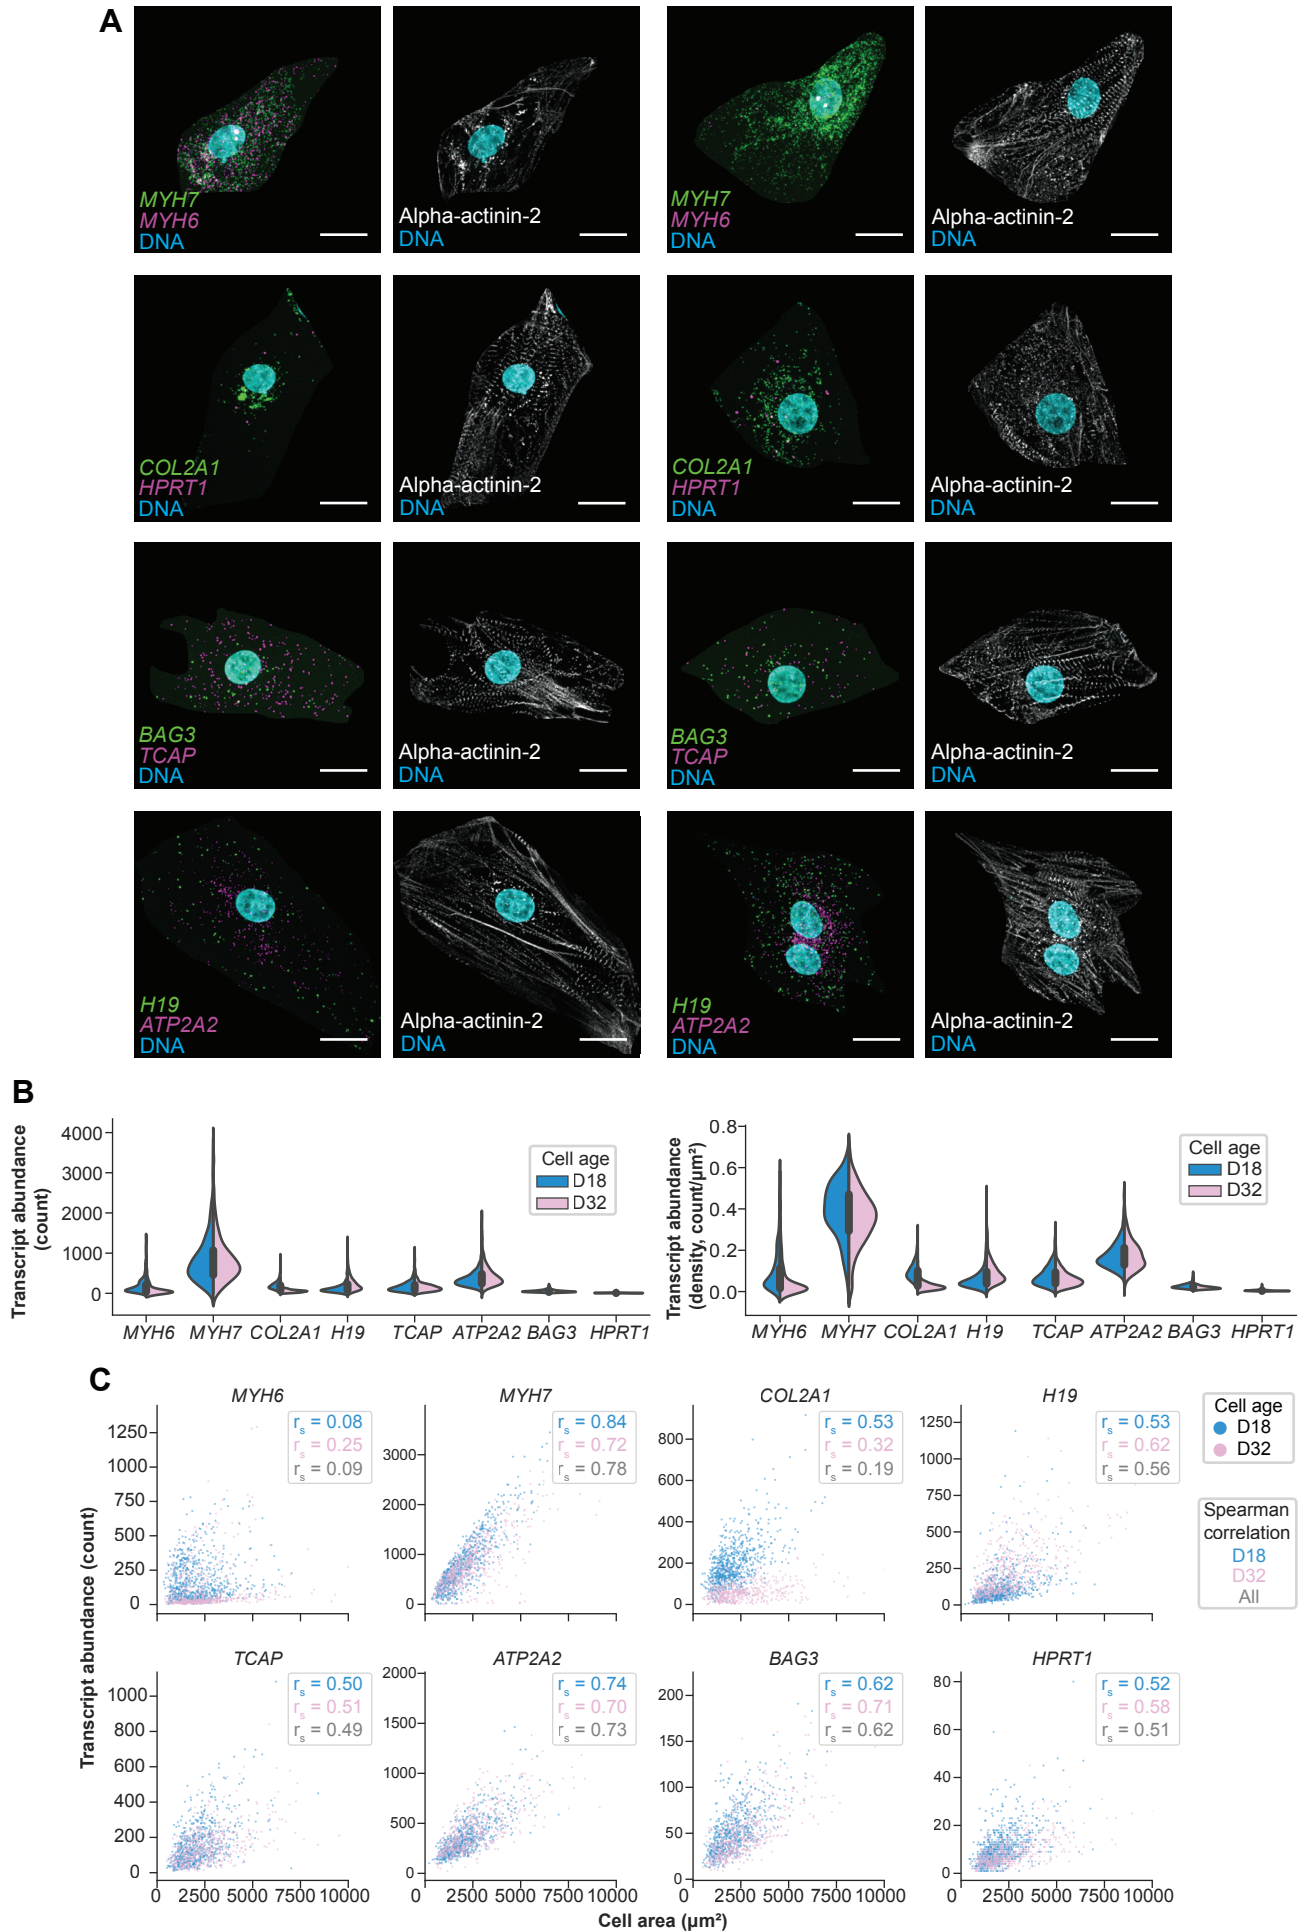 A
MYH7
MYH6
DNA
Alpha-actinin-2
DNA
MYH7
MYH6
DNA
Alpha-actinin-2
DNA
COL2A1
HPRT1
DNA
Alpha-actinin-2
DNA
COL2A1
HPRT1
DNA
Alpha-actinin-2
DNA
BAG3
TCAP
DNA
Alpha-actinin-2
DNA
BAG3
TCAP
DNA
Alpha-actinin-2
DNA
H19
ATP2A2
DNA
Alpha-actinin-2
DNA
H19
ATP2A2
DNA
Alpha-actinin-2
DNA
B
Transcript abundance
(count)
4000
3000
2000
1000
0
Cell age
D18
D32
MYH6 MYH7 COL2A1 H19 TCAP ATP2A2 BAG3 HPRT1
Transcript abundance
(density, count/µm²)
0.8
0.6
0.4
0.2
0.0
Cell age
D18
D32
MYH6 MYH7 COL2A1 H19 TCAP ATP2A2 BAG3 HPRT1
C
Transcript abundance (count)
MYH6
1250
1000
750
500
250
0
rs = 0.08
rs = 0.25
rs = 0.09
MYH7
3000
2000
1000
0
rs = 0.84
rs = 0.72
rs = 0.78
COL2A1
800
600
400
200
0
rs = 0.53
rs = 0.32
rs = 0.19
H19
1250
1000
750
500
250
0
rs = 0.53
rs = 0.62
rs = 0.56
Cell age
D18
D32
Spearman
correlation
D18
D32
All
TCAP
1000
800
600
400
200
0
rs = 0.50
rs = 0.51
rs = 0.49
0 2500 5000 7500 10000
ATP2A2
2000
1500
1000
500
0
rs = 0.74
rs = 0.70
rs = 0.73
0 2500 5000 7500 10000
BAG3
200
150
100
50
0
rs = 0.62
rs = 0.71
rs = 0.62
0 2500 5000 7500 10000
HPRT1
80
60
40
20
0
rs = 0.52
rs = 0.58
rs = 0.51
0 2500 5000 7500 10000
Cell area (µm²)